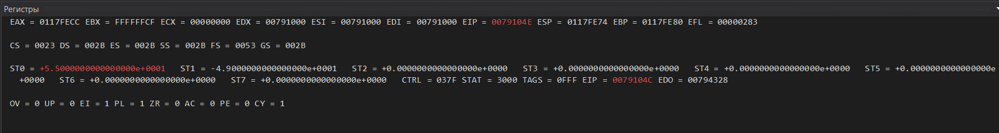 Регистры
EAX = 0117FECC EBX = FFFFFFCF ECX = 00000000 EDX = 00791000 ESI = 00791000 EDI = 00791000 EIP = 0079104E ESP = 0117FE74 EBP = 0117FE80 EFL = 00000283
CS = 0023 DS = 002B ES = 002B SS = 002B FS = 0053 GS = 002B
ST0 = +5.5000000000000000e+0001 ST1 = -4.9000000000000000e+0001 ST2 = +0.0000000000000000e+0000 ST3 = +0.0000000000000000e+0000 ST4 = +0.0000000000000000e+0000 ST5 = +0.0000000000000000e
+0000 ST6 = +0.0000000000000000e+0000 ST7 = +0.0000000000000000e+0000 CTRL = 037F STAT = 3000 TAGS = 0FFF EIP = 0079104C EDO = 00794328
OV = 0 UP = 0 EI = 1 PL = 1 ZR = 0 AC = 0 PE = 0 CY = 1